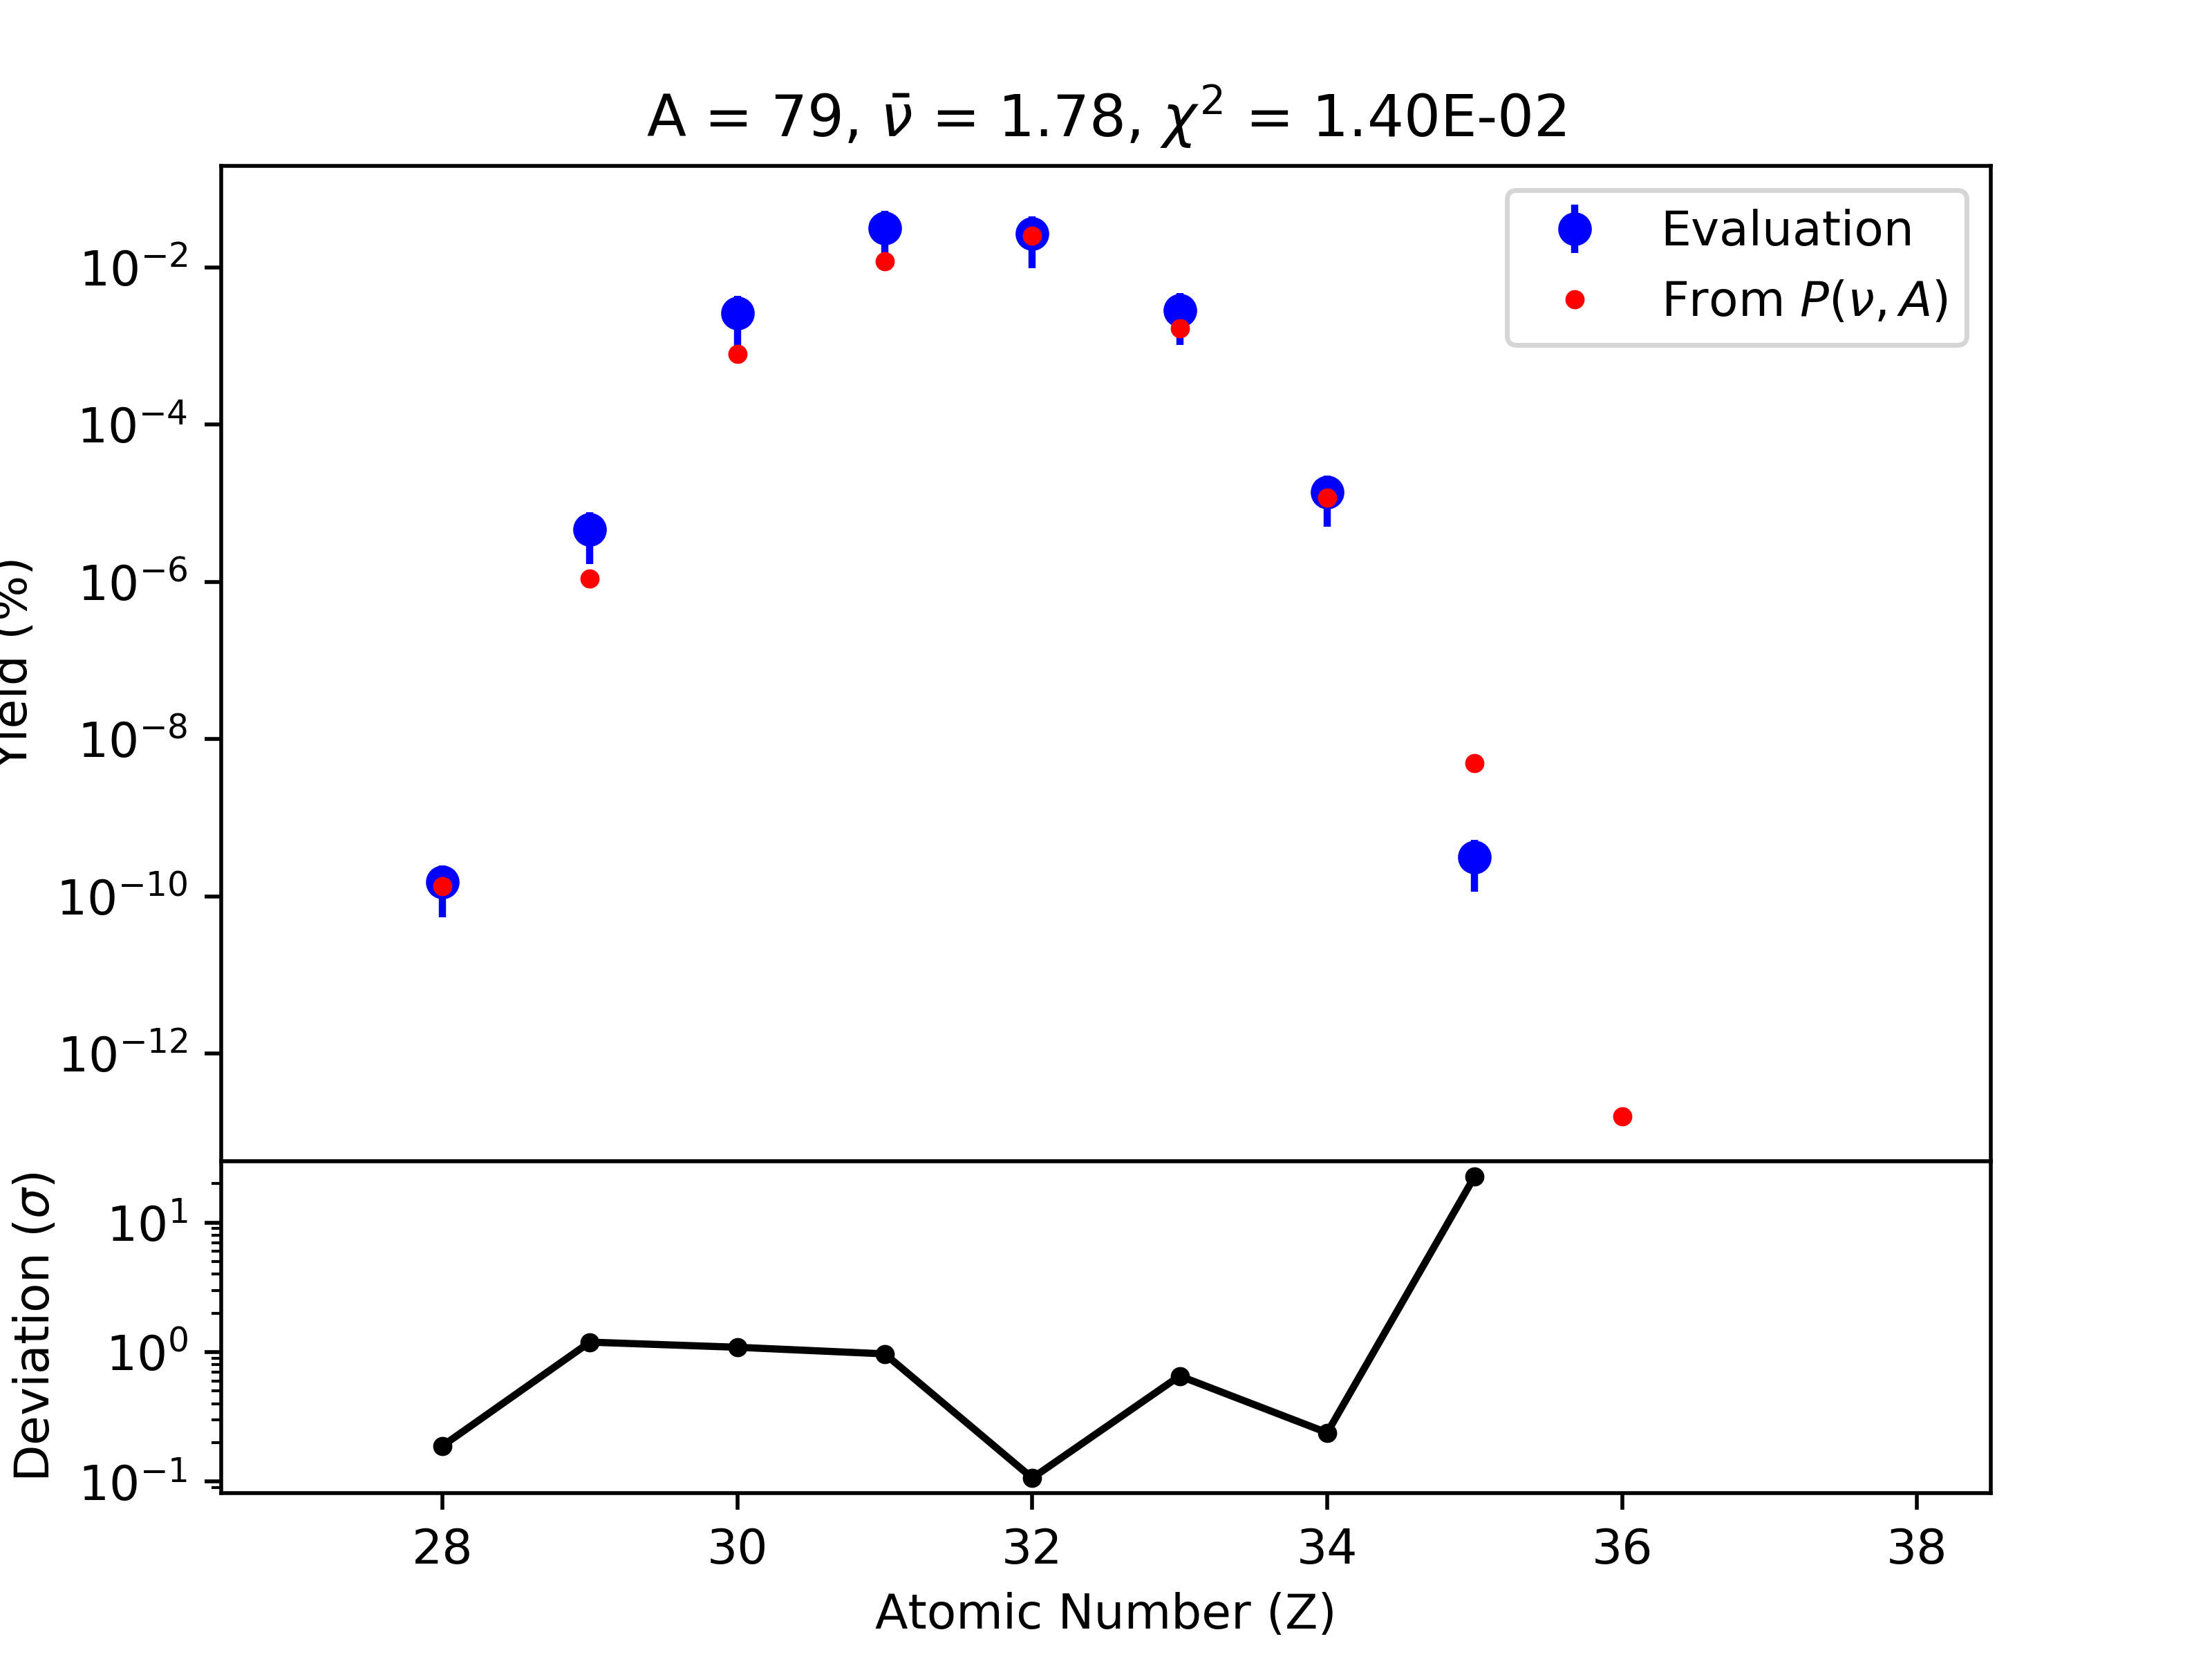 A = 79, ν̄ = 1.78, χ² = 1.40E-02
Evaluation
From P(ν, A)
Yield (%)
10⁻²
10⁻⁴
10⁻⁶
10⁻⁸
10⁻¹⁰
10⁻¹²
Deviation (σ)
10¹
10⁰
10⁻¹
28 30 32 34 36 38
Atomic Number (Z)